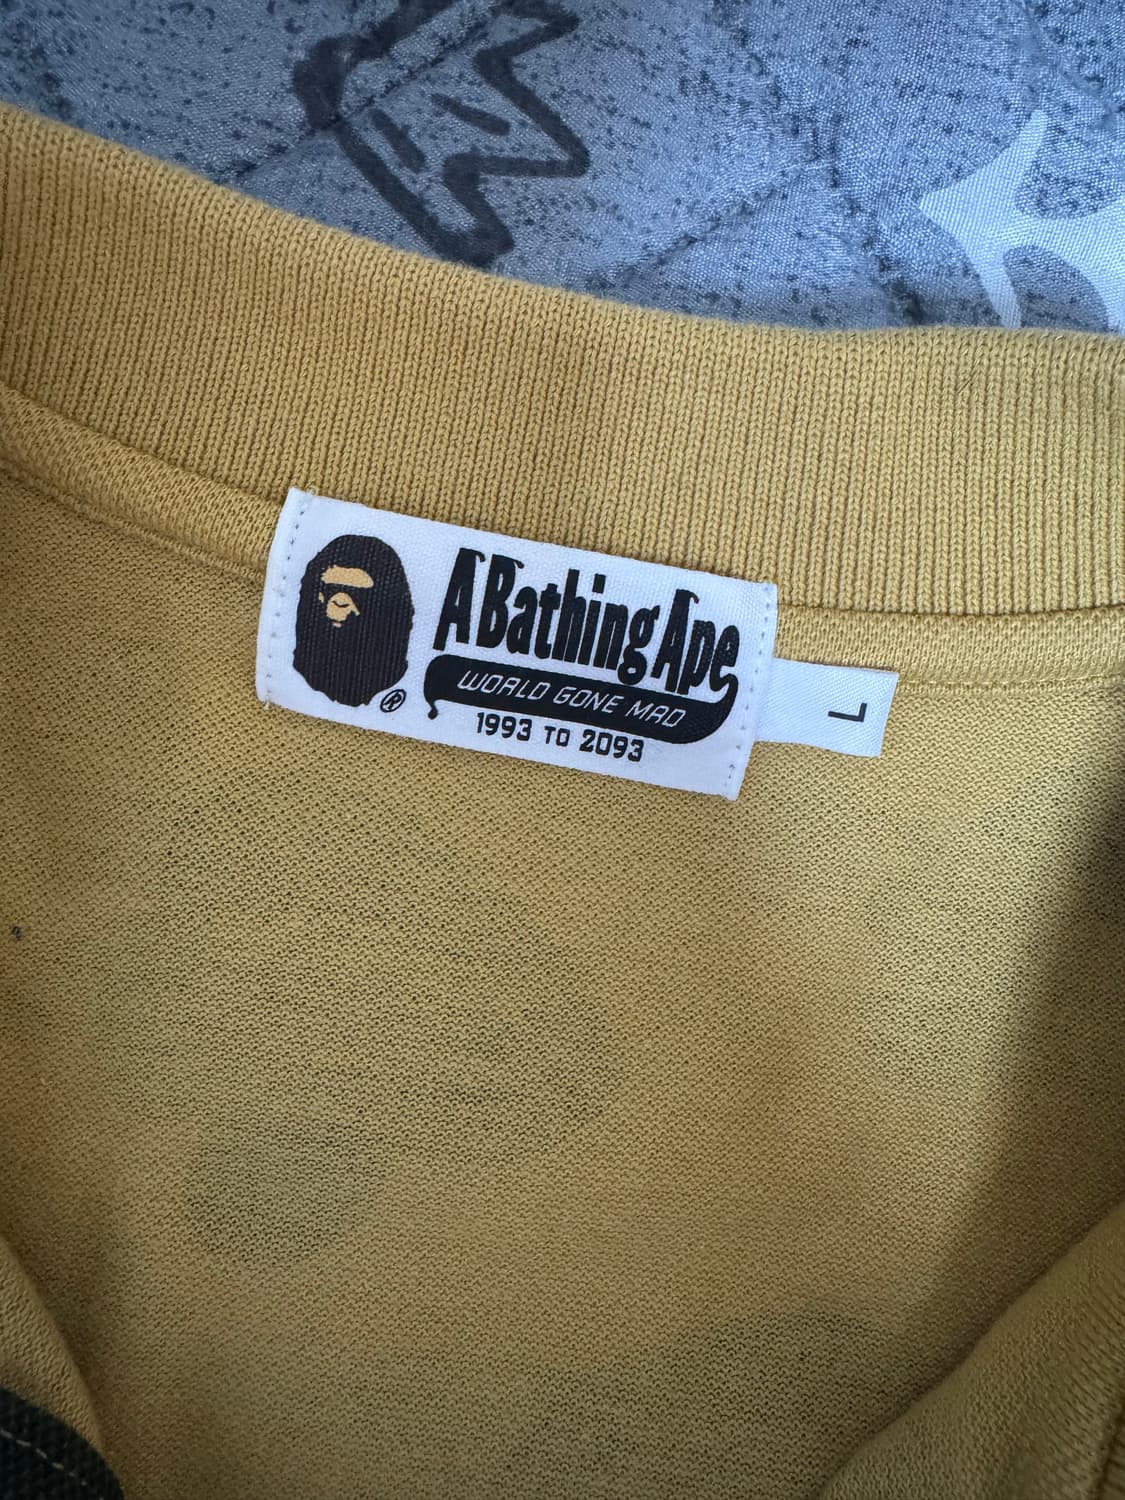 A Bathing Ape
WORLD GONE MAD
1993 TO 2093
®
L